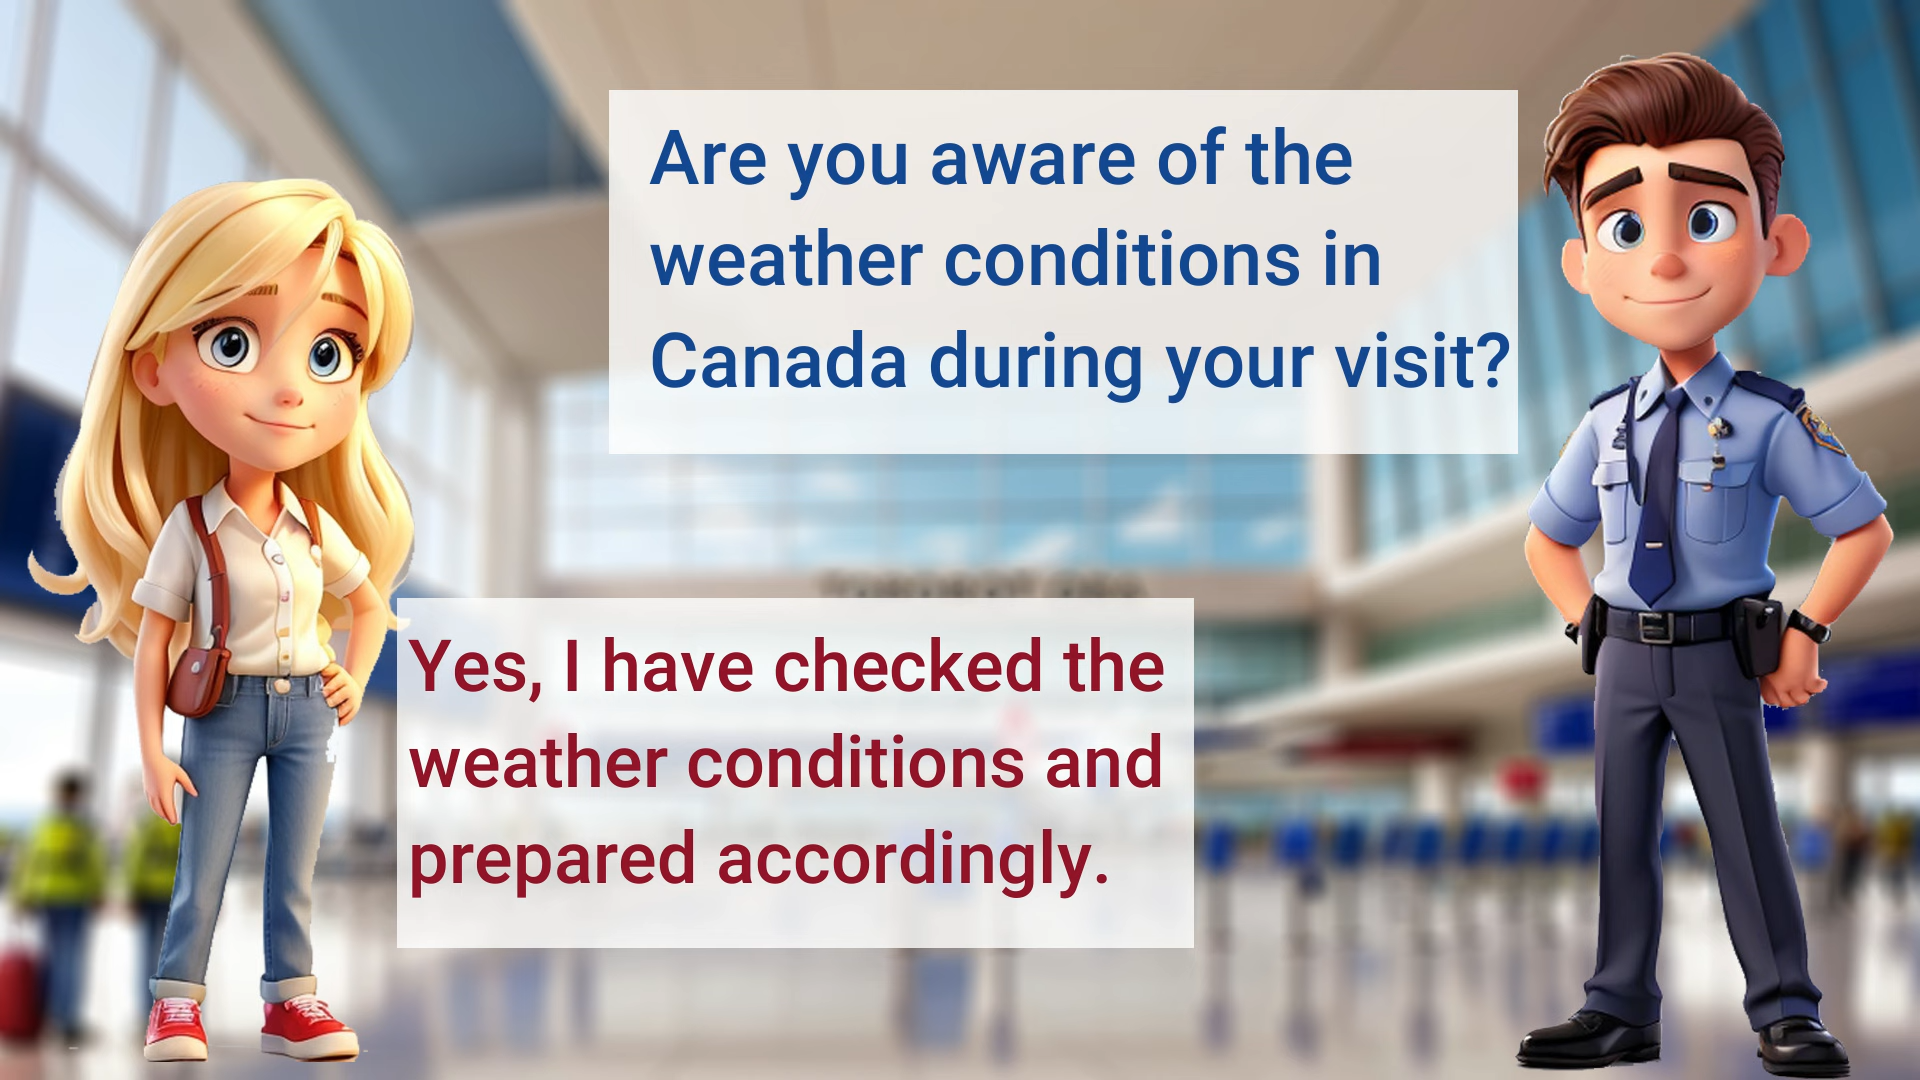 Are you aware of the
weather conditions in
Canada during your visit?
Yes, I have checked the
weather conditions and
prepared accordingly.